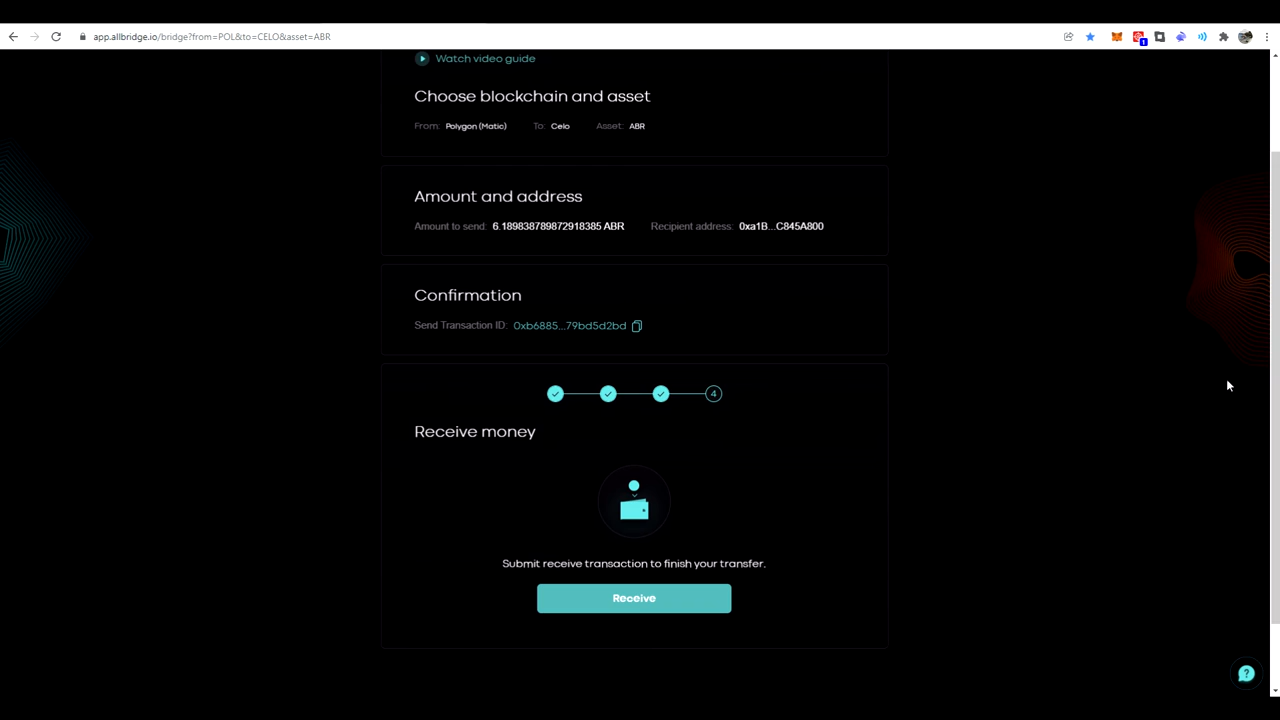 app.allbridge.io/bridge?from=POL&to=CELO&asset=ABR
1
Watch video guide
Choose blockchain and asset
From: Polygon (Matic) To: Celo Asset: ABR
Amount and address
Amount to send: 6.189838789872918385 ABR Recipient address: 0xa1B...C845A800
Confirmation
Send Transaction ID: 0xb6885...79bd5d2bd
4
Receive money
Submit receive transaction to finish your transfer.
Receive
?